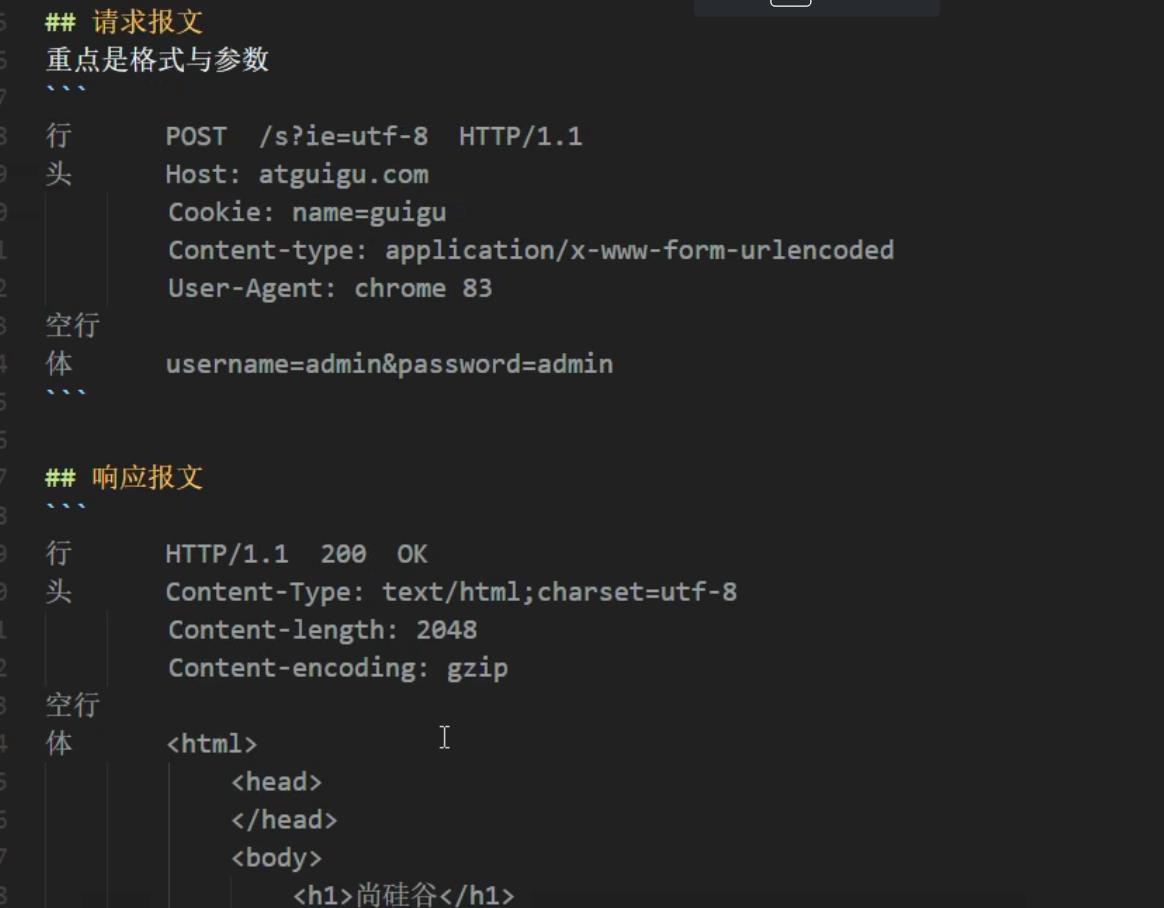 ## 请求报文
重点是格式与参数
```
行 POST /s?ie=utf-8 HTTP/1.1
头 Host: atguigu.com
Cookie: name=guigu
Content-type: application/x-www-form-urlencoded
User-Agent: chrome 83
空行
体 username=admin&password=admin
```
## 响应报文
```
行 HTTP/1.1 200 OK
头 Content-Type: text/html;charset=utf-8
Content-length: 2048
Content-encoding: gzip
空行
体 <html>
<head>
</head>
<body>
<h1>尚硅谷</h1>